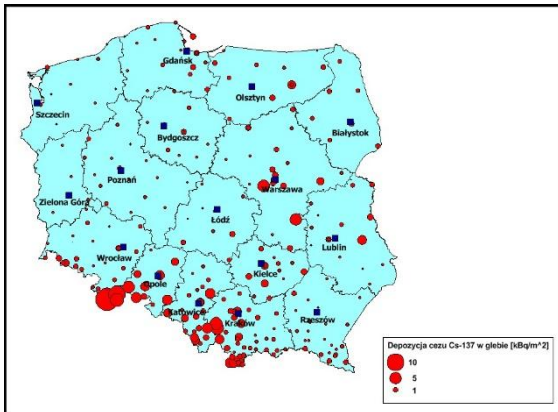 Gdańsk
Olsztyn
Szczecin
Białystok
Bydgoszcz
Poznań
Warszawa
Zielona Góra
Łódź
Lublin
Wrocław
Kielce
Opole
Katowice
Kraków
Rzeszów
Depozycja cezu Cs-137 w glebie [kBq/m^2]
10
5
1